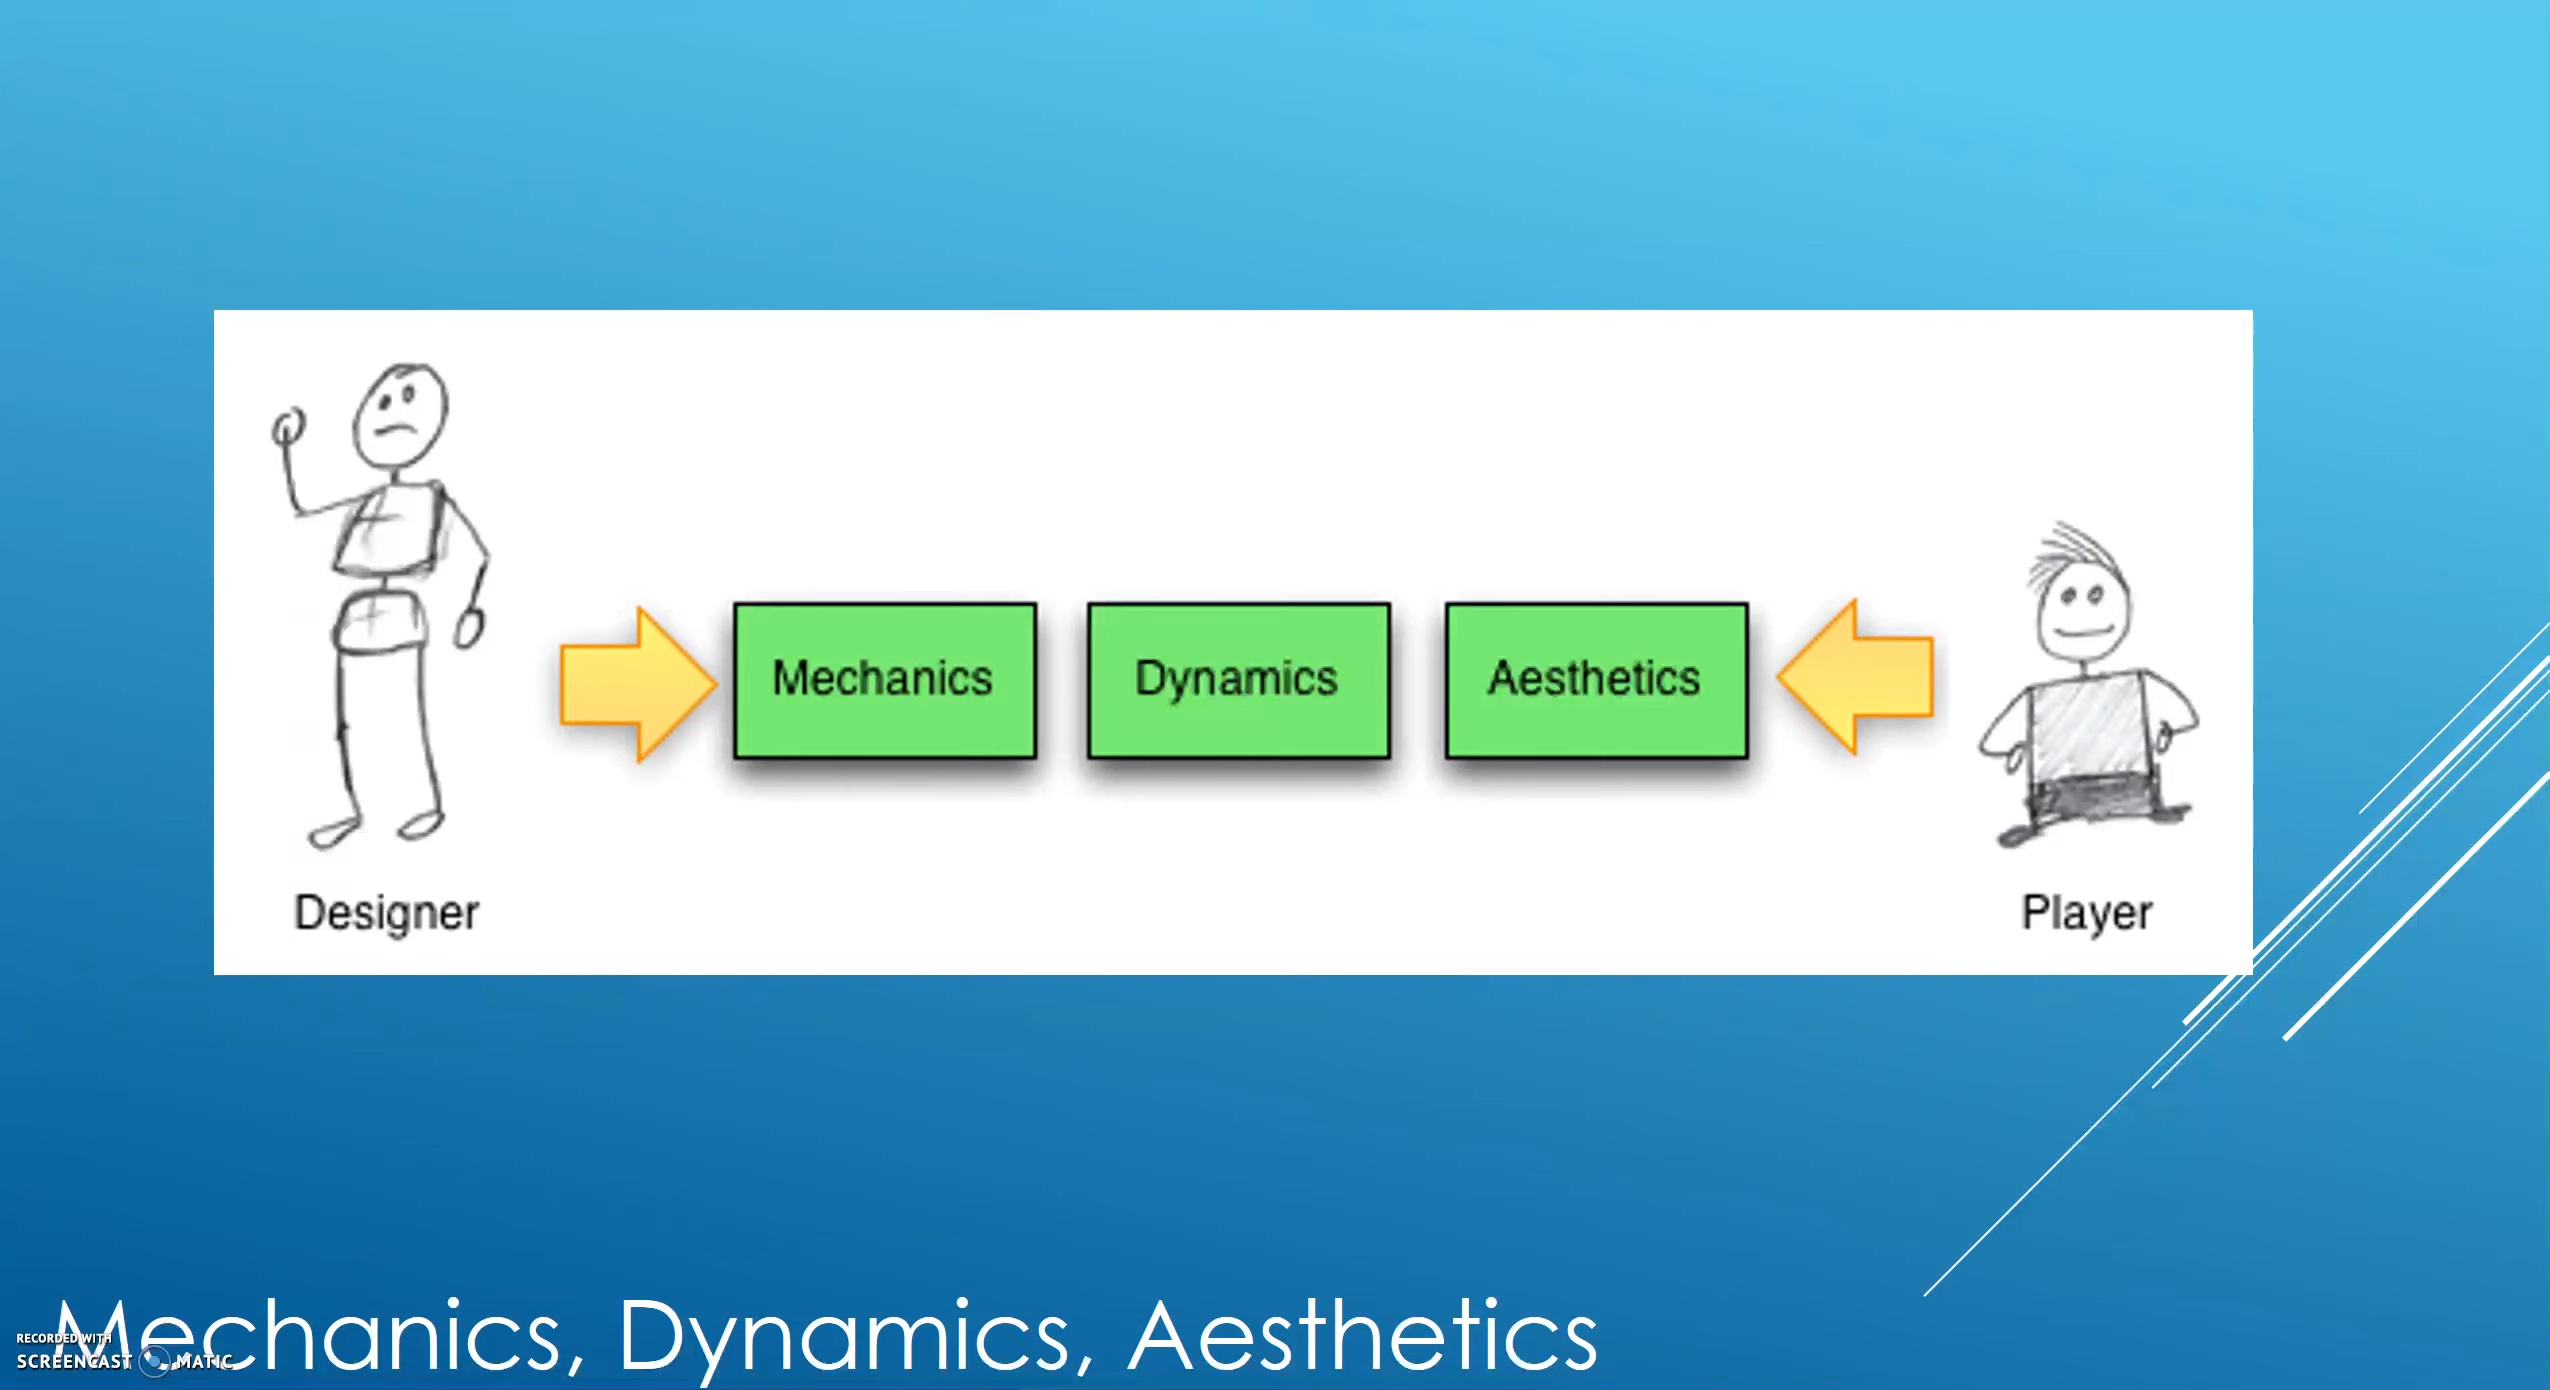 Mechanics
Dynamics
Aesthetics
Designer
Player
Mechanics, Dynamics, Aesthetics
RECORDED WITH
SCREENCAST MATIC